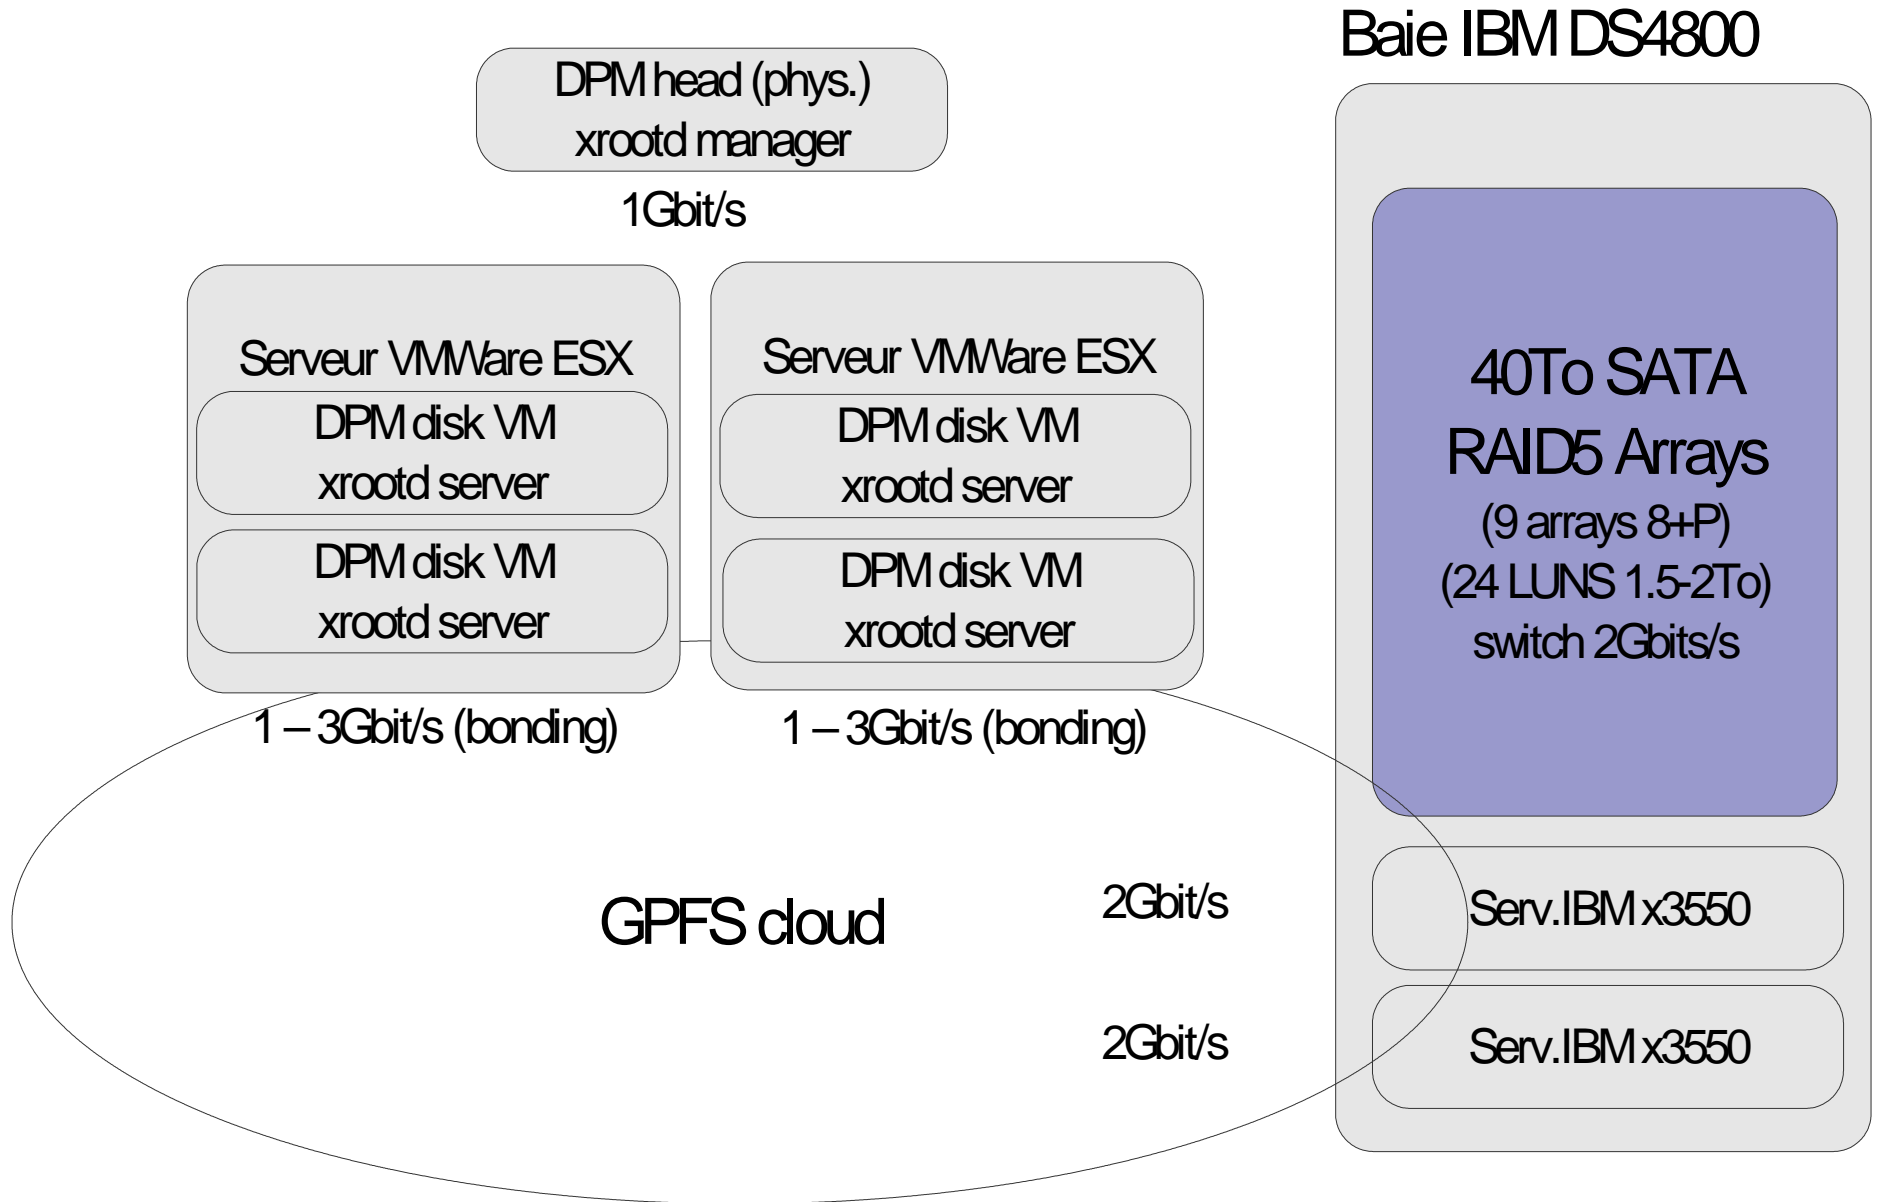 Baie IBM DS4800
DPM head (phys.)
xrootd manager
1Gbit/s
Serveur VMWare ESX
DPM disk VM
xrootd server
DPM disk VM
xrootd server
1 – 3Gbit/s (bonding)
Serveur VMWare ESX
DPM disk VM
xrootd server
DPM disk VM
xrootd server
1 – 3Gbit/s (bonding)
40To SATA
RAID5 Arrays
(9 arrays 8+P)
(24 LUNS 1.5-2To)
switch 2Gbits/s
GPFS cloud
2Gbit/s
Serv.IBM x3550
2Gbit/s
Serv.IBM x3550